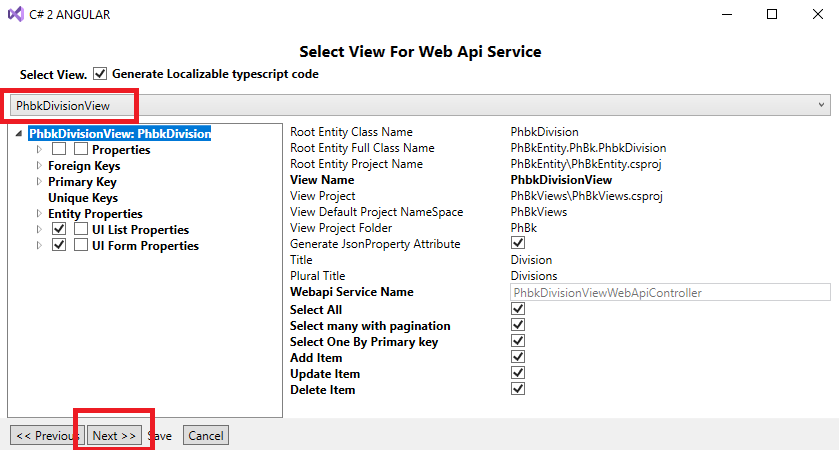 C# 2 ANGULAR
Select View For Web Api Service
Select View. Generate Localizable typescript code
PhbkDivisionView
PhbkDivisionView: PhbkDivision
Properties
Foreign Keys
Primary Key
Unique Keys
Entity Properties
UI List Properties
UI Form Properties
Root Entity Class Name PhbkDivision
Root Entity Full Class Name PhBkEntity.PhBk.PhbkDivision
Root Entity Project Name PhBkEntity\PhBkEntity.csproj
View Name PhbkDivisionView
View Project PhBkViews\PhBkViews.csproj
View Default Project NameSpace PhBkViews
View Project Folder PhBk
Generate JsonProperty Attribute
Title Division
Plural Title Divisions
Webapi Service Name PhbkDivisionViewWebApiController
Select All
Select many with pagination
Select One By Primary key
Add Item
Update Item
Delete Item
<< Previous Next >> Save Cancel